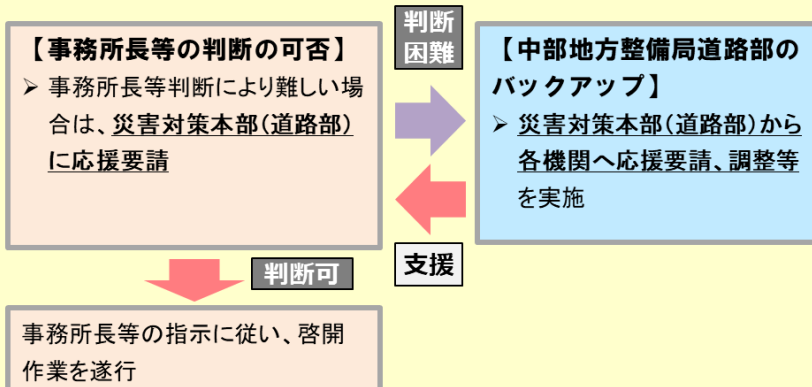 【事務所長等の判断の可否】
➢ 事務所長等判断により難しい場
合は、災害対策本部(道路部)
に応援要請
判断
困難
【中部地方整備局道路部の
バックアップ】
➢ 災害対策本部(道路部)から
各機関へ応援要請、調整等
を実施
支援
判断可
事務所長等の指示に従い、啓開
作業を遂行